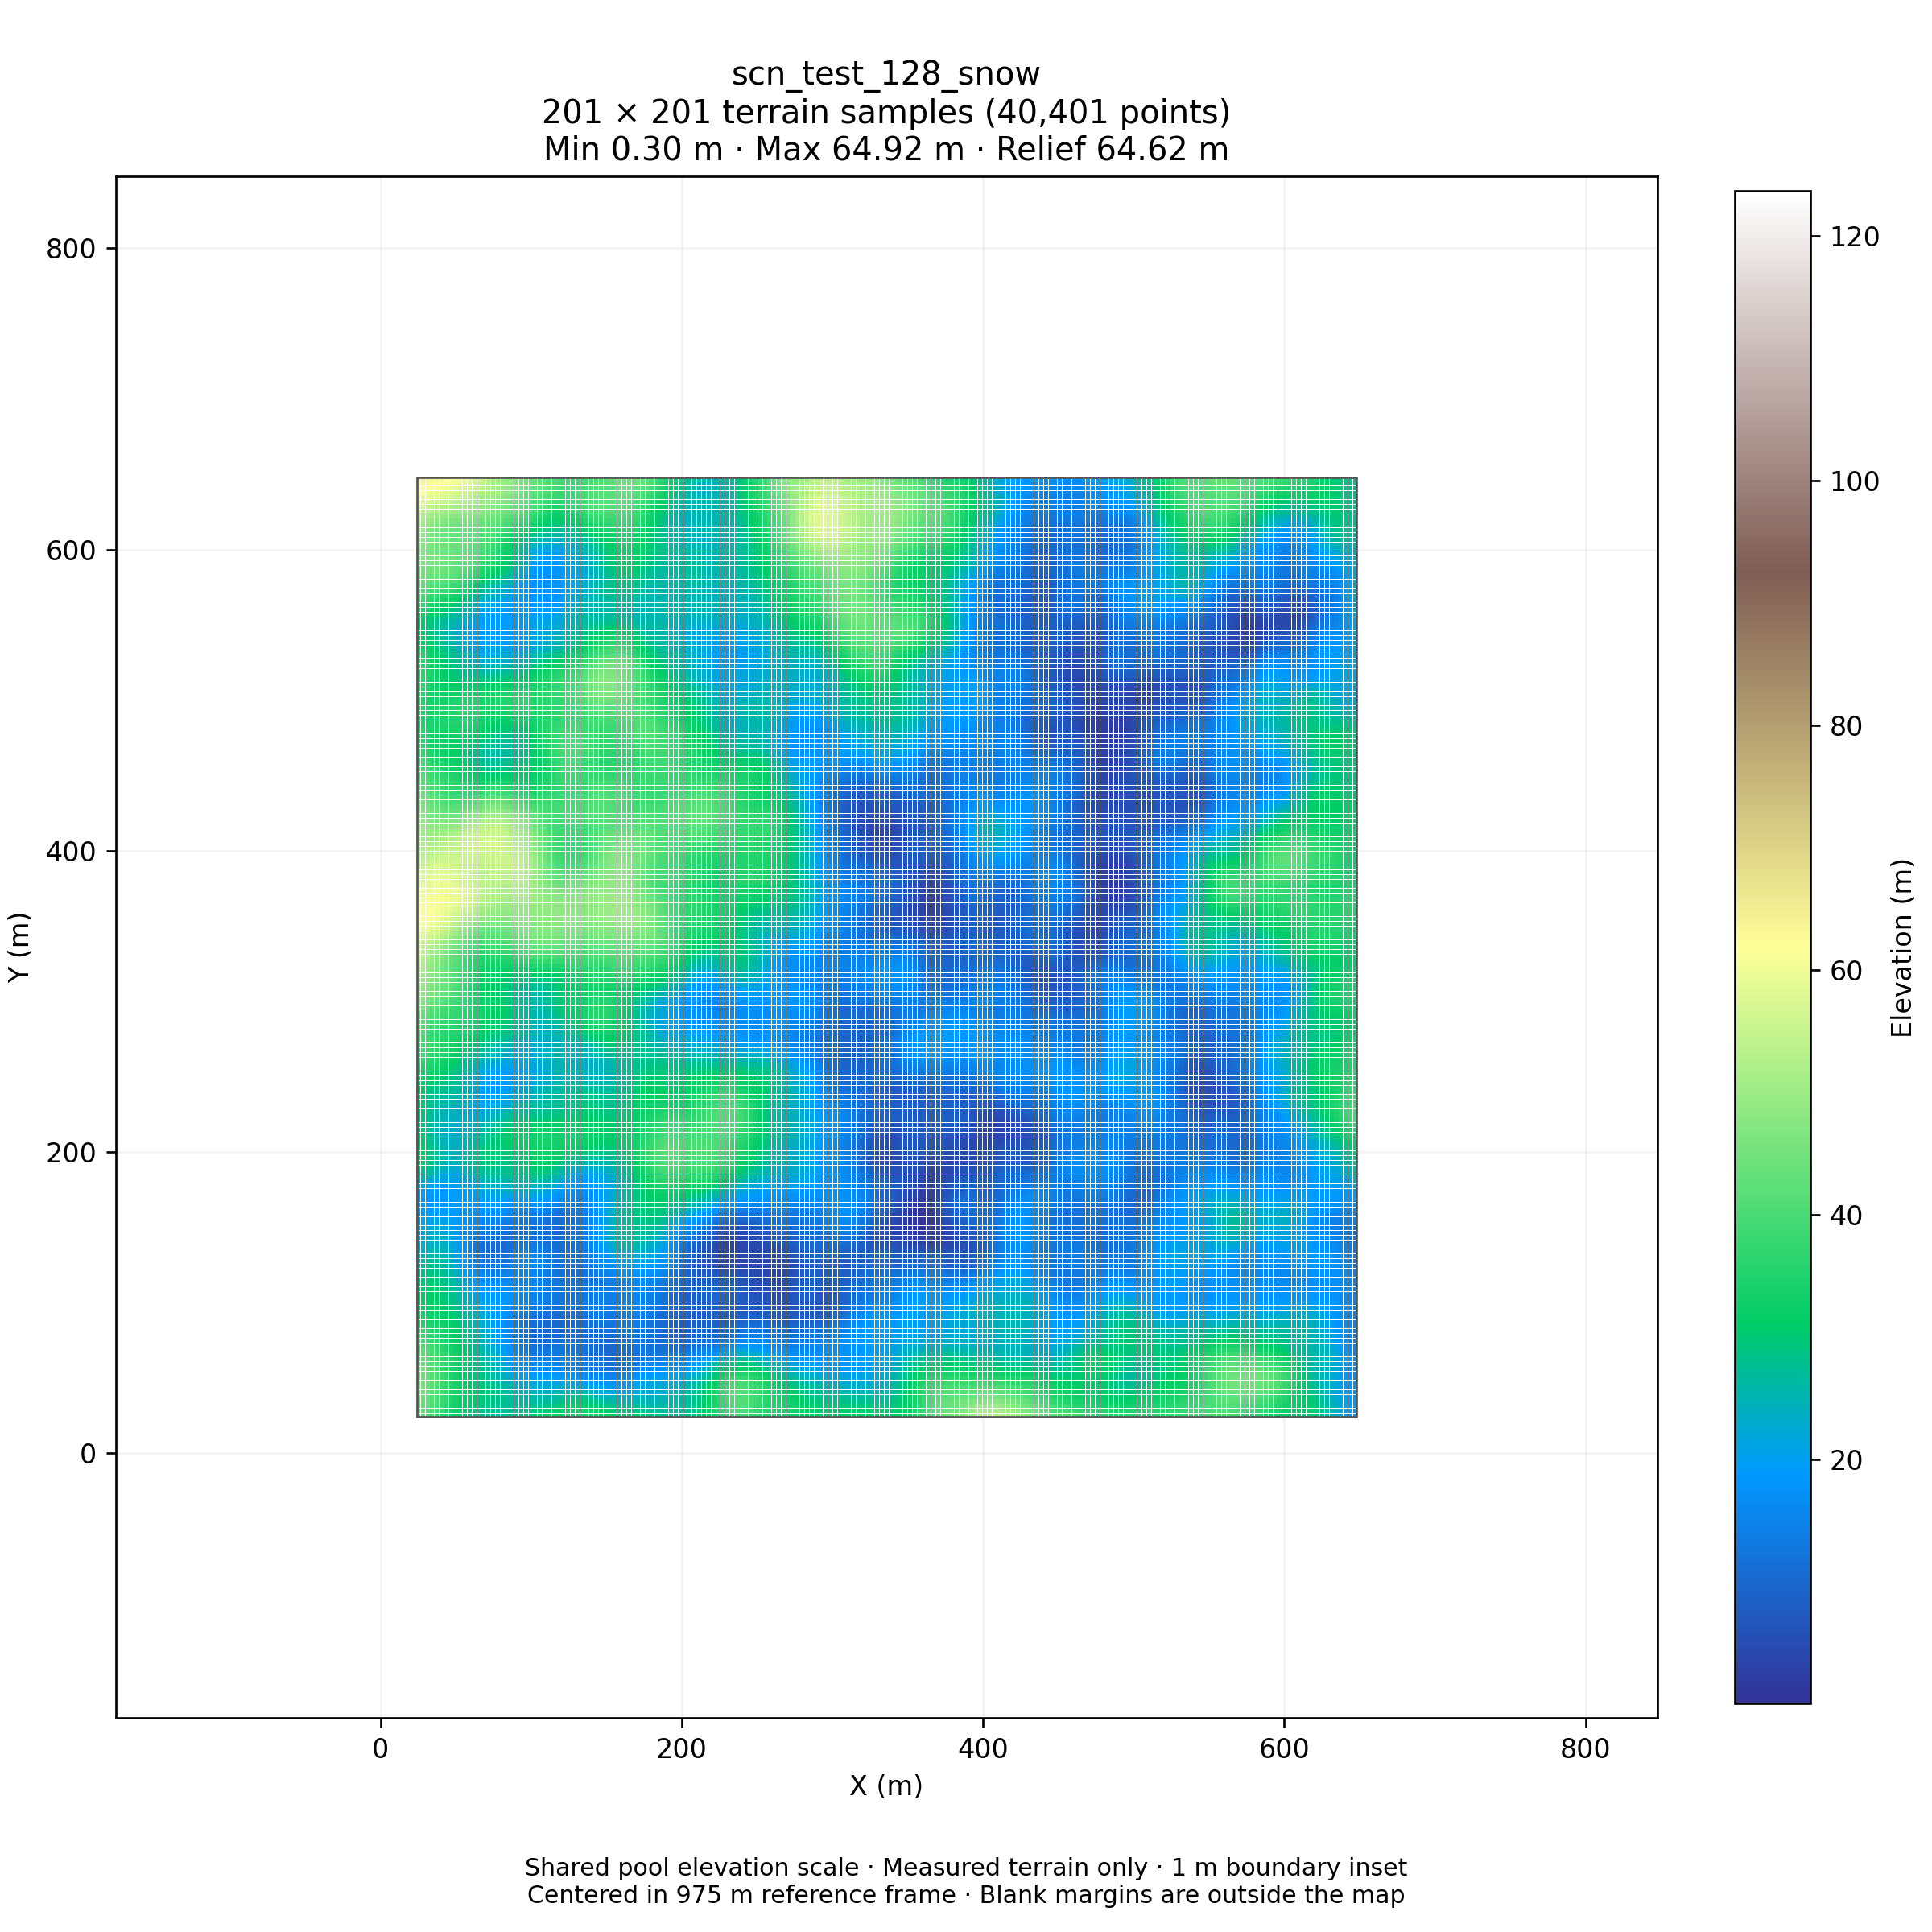 scn_test_128_snow
201 × 201 terrain samples (40,401 points)
Min 0.30 m · Max 64.92 m · Relief 64.62 m
800
600
400
200
0
Y (m)
0
200
400
600
800
X (m)
120
100
80
60
40
20
Elevation (m)
Shared pool elevation scale · Measured terrain only · 1 m boundary inset
Centered in 975 m reference frame · Blank margins are outside the map